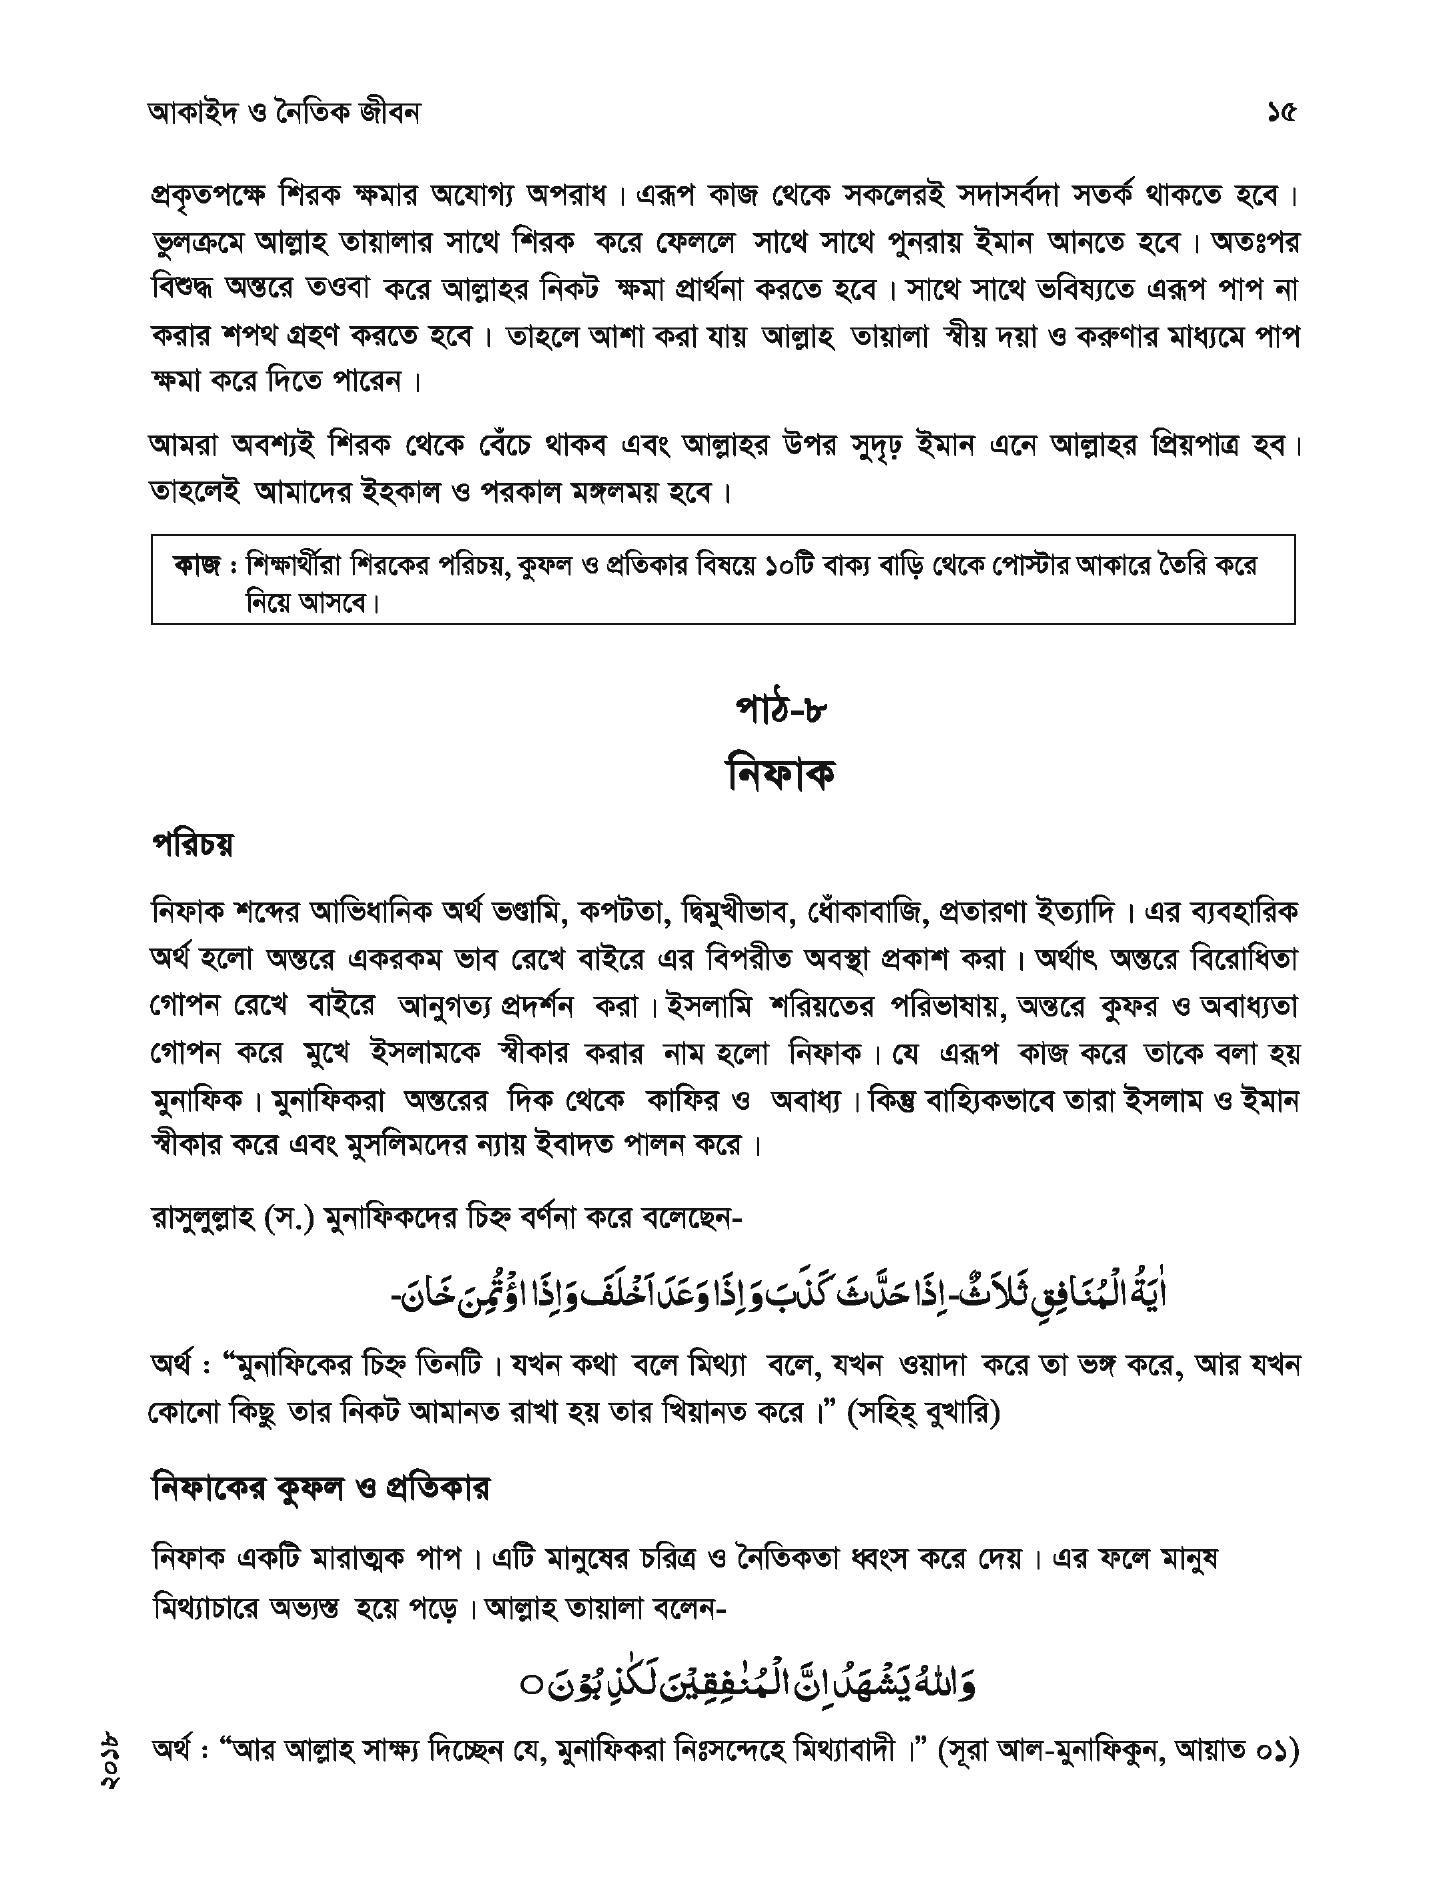 আকাইদ ও নৈতিক জীবন ১৫
প্রকৃতপক্ষে শিরক ক্ষমার অযোগ্য অপরাধ। এরূপ কাজ থেকে সকলেরই সদাসর্বদা সতর্ক থাকতে হবে।
ভুলক্রমে আল্লাহ তায়ালার সাথে শিরক করে ফেললে সাথে সাথে পুনরায় ইমান আনতে হবে। অতঃপর
বিশুদ্ধ অন্তরে তওবা করে আল্লাহর নিকট ক্ষমা প্রার্থনা করতে হবে। সাথে সাথে ভবিষ্যতে এরূপ পাপ না
করার শপথ গ্রহণ করতে হবে। তাহলে আশা করা যায় আল্লাহ তায়ালা স্বীয় দয়া ও করুণার মাধ্যমে পাপ
ক্ষমা করে দিতে পারেন।
আমরা অবশ্যই শিরক থেকে বেঁচে থাকব এবং আল্লাহর উপর সুদৃঢ় ইমান এনে আল্লাহর প্রিয়পাত্র হব।
তাহলেই আমাদের ইহকাল ও পরকাল মঙ্গলময় হবে।
কাজ : শিক্ষার্থীরা শিরকের পরিচয়, কুফল ও প্রতিকার বিষয়ে ১০টি বাক্য বাড়ি থেকে পোস্টার আকারে তৈরি করে
নিয়ে আসবে।
পাঠ-৮
নিফাক
পরিচয়
নিফাক শব্দের আভিধানিক অর্থ ভণ্ডামি, কপটতা, দ্বিমুখীভাব, ধোঁকাবাজি, প্রতারণা ইত্যাদি। এর ব্যবহারিক
অর্থ হলো অন্তরে একরকম ভাব রেখে বাইরে এর বিপরীত অবস্থা প্রকাশ করা। অর্থাৎ অন্তরে বিরোধিতা
গোপন রেখে বাইরে আনুগত্য প্রদর্শন করা। ইসলামি শরিয়তের পরিভাষায়, অন্তরে কুফর ও অবাধ্যতা
গোপন করে মুখে ইসলামকে স্বীকার করার নাম হলো নিফাক। যে এরূপ কাজ করে তাকে বলা হয়
মুনাফিক। মুনাফিকরা অন্তরের দিক থেকে কাফির ও অবাধ্য। কিন্তু বাহ্যিকভাবে তারা ইসলাম ও ইমান
স্বীকার করে এবং মুসলিমদের ন্যায় ইবাদত পালন করে।
রাসুলুল্লাহ (স.) মুনাফিকদের চিহ্ন বর্ণনা করে বলেছেন-
اٰيَةُ الْمُنَافِقِ ثَلاَثٌ- اِذَا حَدَّثَ كَذَبَ وَاِذَا وَعَدَ اَخْلَفَ وَاِذَا اؤْتُمِنَ خَانَ-
অর্থ : “মুনাফিকের চিহ্ন তিনটি। যখন কথা বলে মিথ্যা বলে, যখন ওয়াদা করে তা ভঙ্গ করে, আর যখন
কোনো কিছু তার নিকট আমানত রাখা হয় তার খিয়ানত করে।” (সহিহ্ বুখারি)
নিফাকের কুফল ও প্রতিকার
নিফাক একটি মারাত্মক পাপ। এটি মানুষের চরিত্র ও নৈতিকতা ধ্বংস করে দেয়। এর ফলে মানুষ
মিথ্যাচারে অভ্যস্ত হয়ে পড়ে। আল্লাহ তায়ালা বলেন-
وَاللهُ يَشْهَدُ اِنَّ الْمُنٰفِقِيْنَ لَكٰذِبُوْنَ ○
অর্থ : “আর আল্লাহ সাক্ষ্য দিচ্ছেন যে, মুনাফিকরা নিঃসন্দেহে মিথ্যাবাদী।” (সূরা আল-মুনাফিকুন, আয়াত ০১)
২০১৮